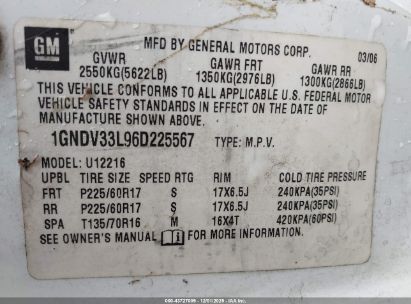 GM
MFD BY GENERAL MOTORS CORP. 03/06
GVWR GAWR FRT GAWR RR
2550KG(5622LB) 1350KG(2976LB) 1300KG(2866LB)
THIS VEHICLE CONFORMS TO ALL APPLICABLE U.S. FEDERAL MOTOR
VEHICLE SAFETY STANDARDS IN EFFECT ON THE DATE OF
MANUFACTURE SHOWN ABOVE.
1GNDV33L96D225567 TYPE: M.P.V.
MODEL: U12216
UPBL TIRE SIZE SPEED RTG RIM COLD TIRE PRESSURE
FRT P225/60R17 S 17X6.5J 240KPA(35PSI)
RR P225/60R17 S 17X6.5J 240KPA(35PSI)
SPA T135/70R16 M 16X4T 420KPA(60PSI)
SEE OWNER'S MANUAL FOR MORE INFORMATION.